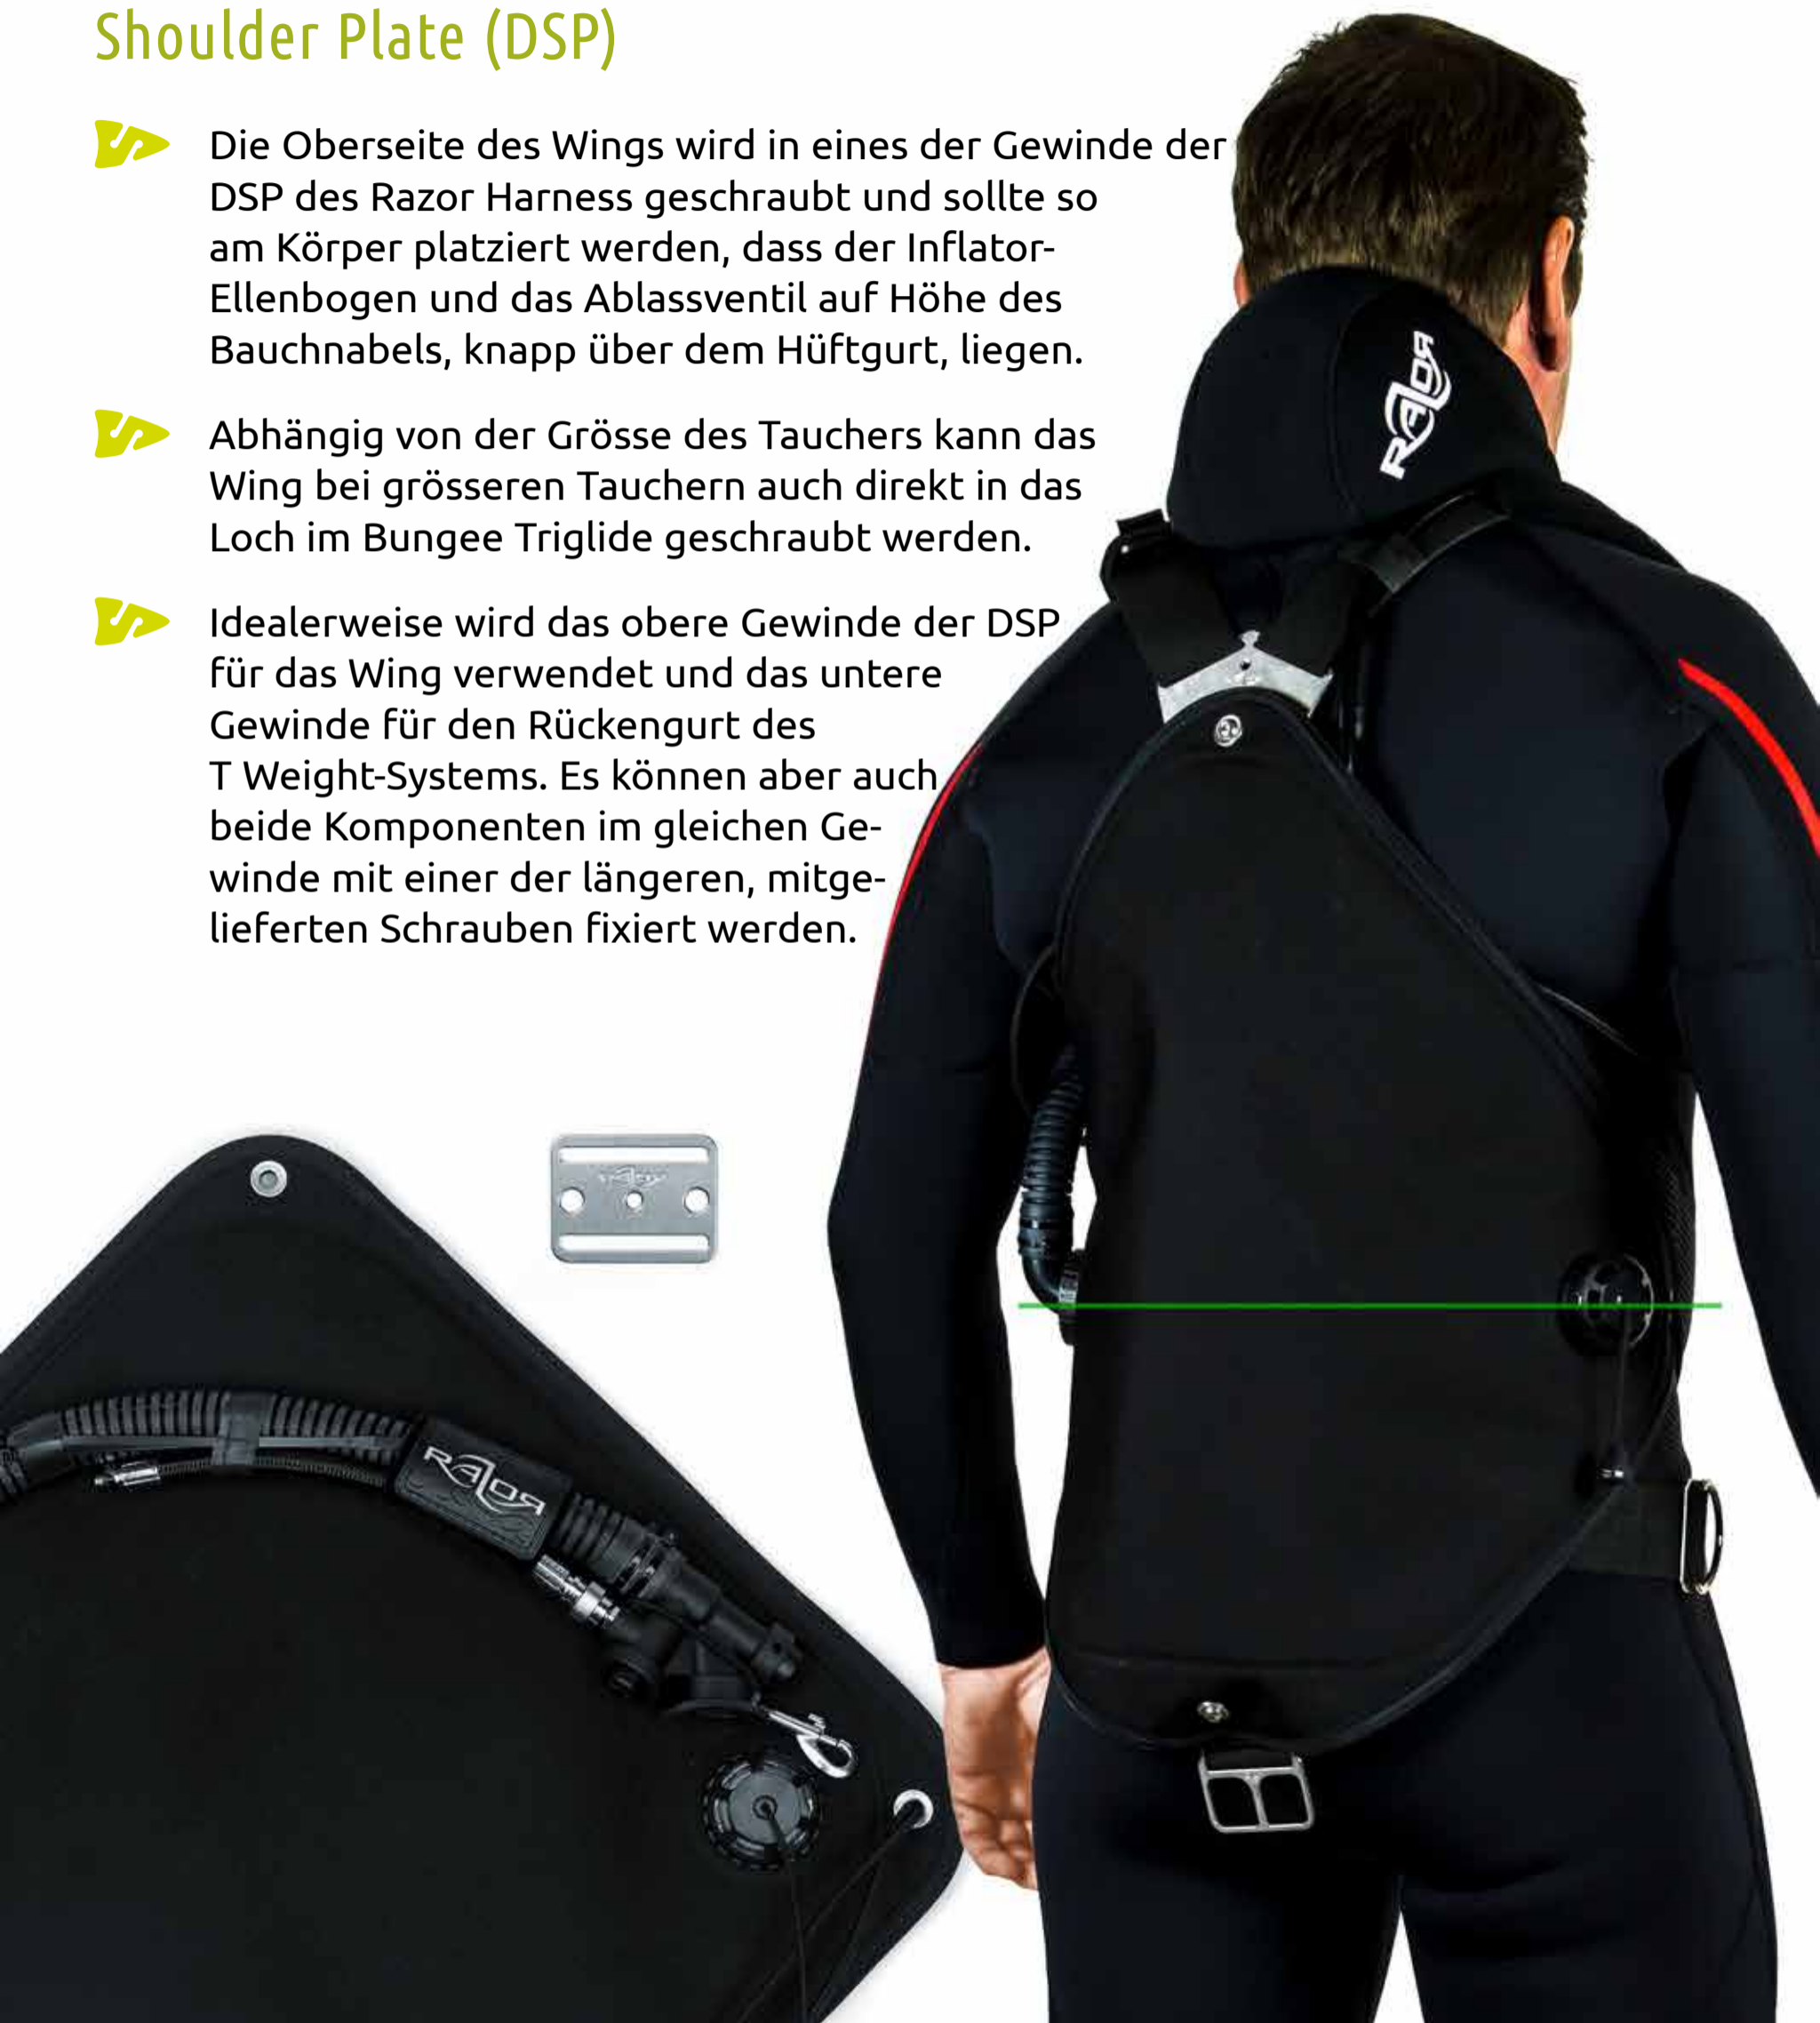 Shoulder Plate (DSP)
Die Oberseite des Wings wird in eines der Gewinde der
DSP des Razor Harness geschraubt und sollte so
am Körper platziert werden, dass der Inflator-
Ellenbogen und das Ablassventil auf Höhe des
Bauchnabels, knapp über dem Hüftgurt, liegen.
Abhängig von der Grösse des Tauchers kann das
Wing bei grösseren Tauchern auch direkt in das
Loch im Bungee Triglide geschraubt werden.
Idealerweise wird das obere Gewinde der DSP
für das Wing verwendet und das untere
Gewinde für den Rückengurt des
T Weight-Systems. Es können aber auch
beide Komponenten im gleichen Ge-
winde mit einer der längeren, mitge-
lieferten Schrauben fixiert werden.
RAZOR
RAZOR
RAZOR